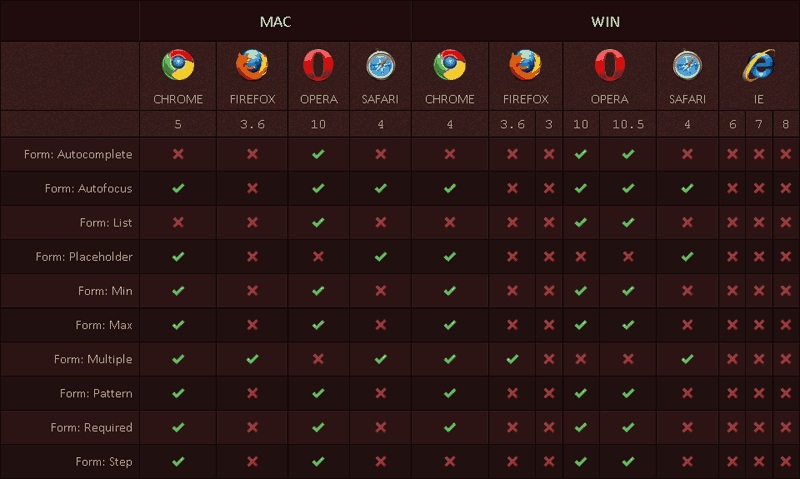 MAC WIN
CHROME FIREFOX OPERA SAFARI CHROME FIREFOX OPERA SAFARI IE
5 3.6 10 4 4 3.6 3 10 10.5 4 6 7 8
Form: Autocomplete
Form: Autofocus
Form: List
Form: Placeholder
Form: Min
Form: Max
Form: Multiple
Form: Pattern
Form: Required
Form: Step